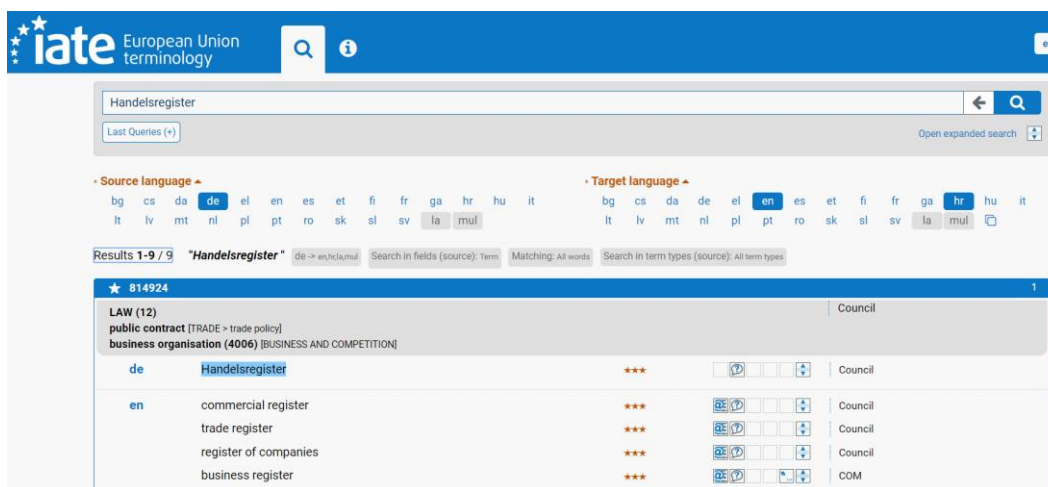 iate European Union terminology
e
Handelsregister
Last Queries (+)
Open expanded search
Source language
Target language
bg cs da de el en es et fi fr ga hr hu it
lt lv mt nl pl pt ro sk sl sv la mul
bg cs da de el en es et fi fr ga hr hu it
lt lv mt nl pl pt ro sk sl sv la mul
Results 1-9 / 9 "Handelsregister " de -> en,hr,la,mul Search in fields (source): Term Matching: All words Search in term types (source): All term types
814924 1
LAW (12) Council
public contract [TRADE > trade policy]
business organisation (4006) [BUSINESS AND COMPETITION]
de Handelsregister Council
en commercial register Council
trade register Council
register of companies Council
business register COM